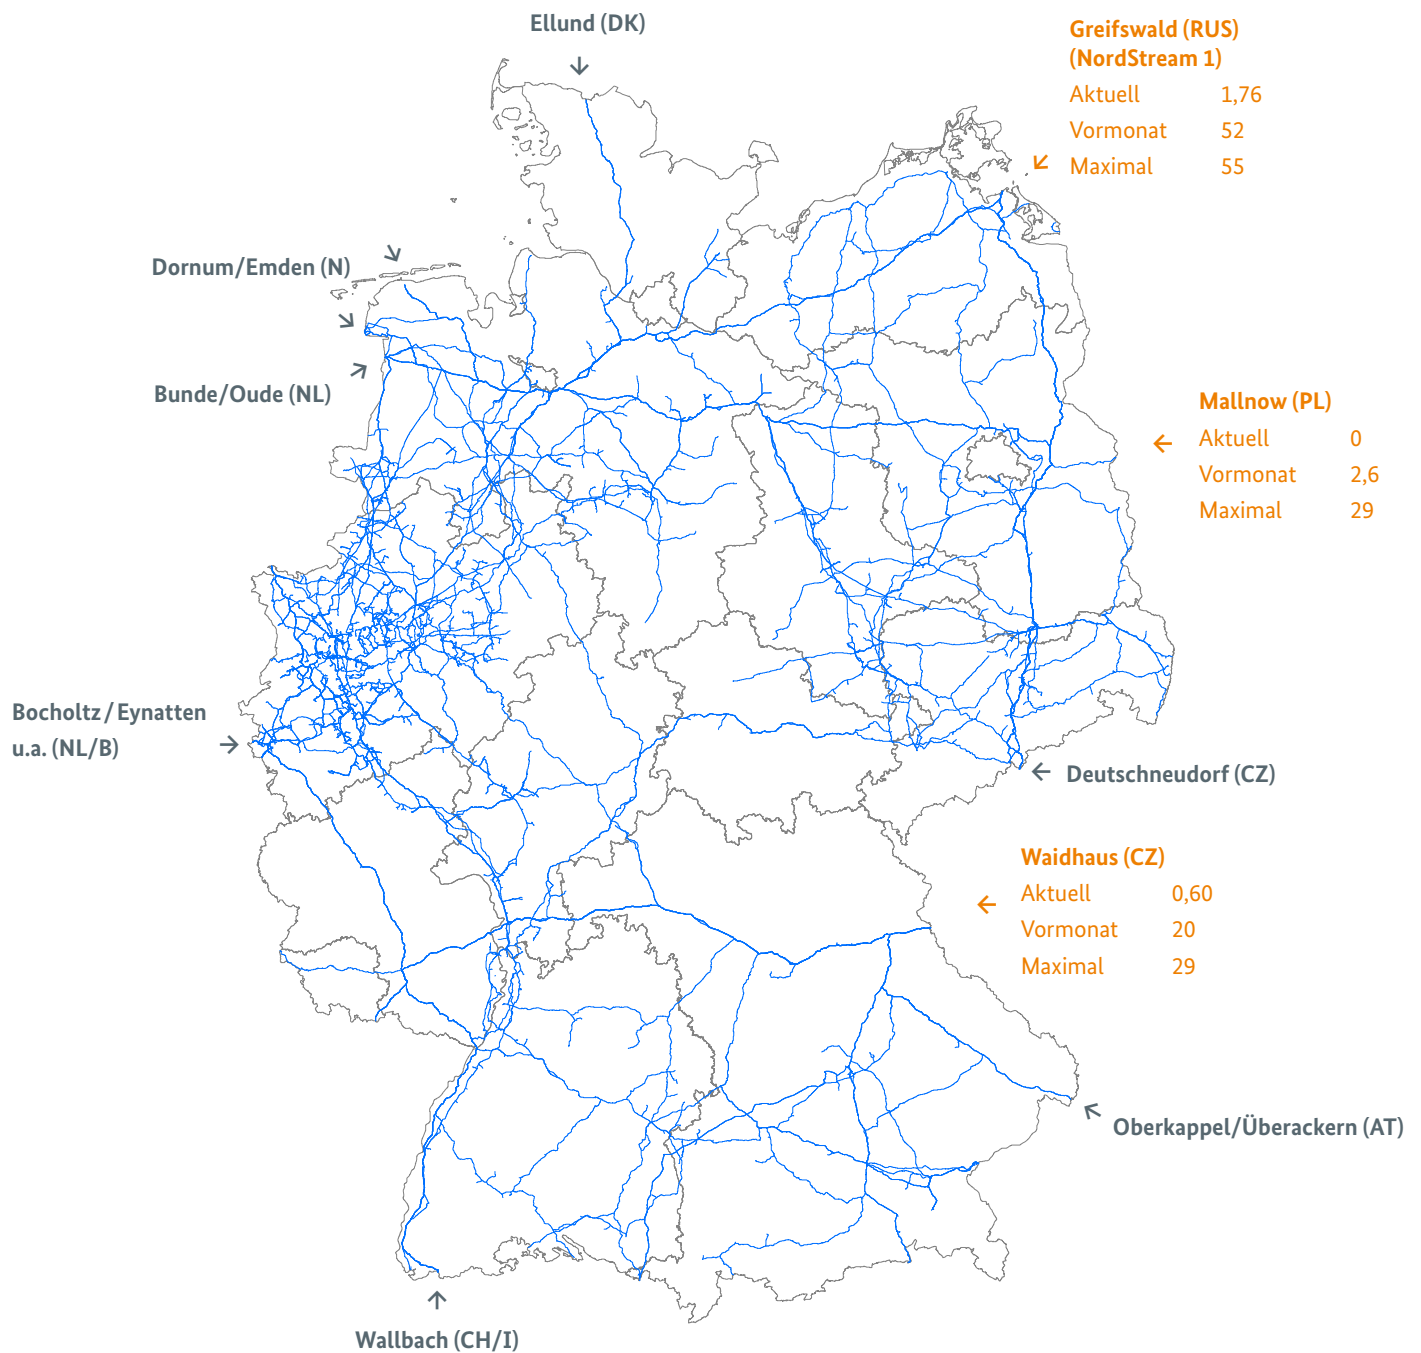 Ellund (DK)
Greifswald (RUS)
(NordStream 1)
Aktuell 1,76
Vormonat 52
Maximal 55
Dornum/Emden (N)
Bunde/Oude (NL)
Mallnow (PL)
Aktuell 0
Vormonat 2,6
Maximal 29
Bocholtz / Eynatten
u.a. (NL/B)
Deutschneudorf (CZ)
Waidhaus (CZ)
Aktuell 0,60
Vormonat 20
Maximal 29
Oberkappel/Überackern (AT)
Wallbach (CH/I)